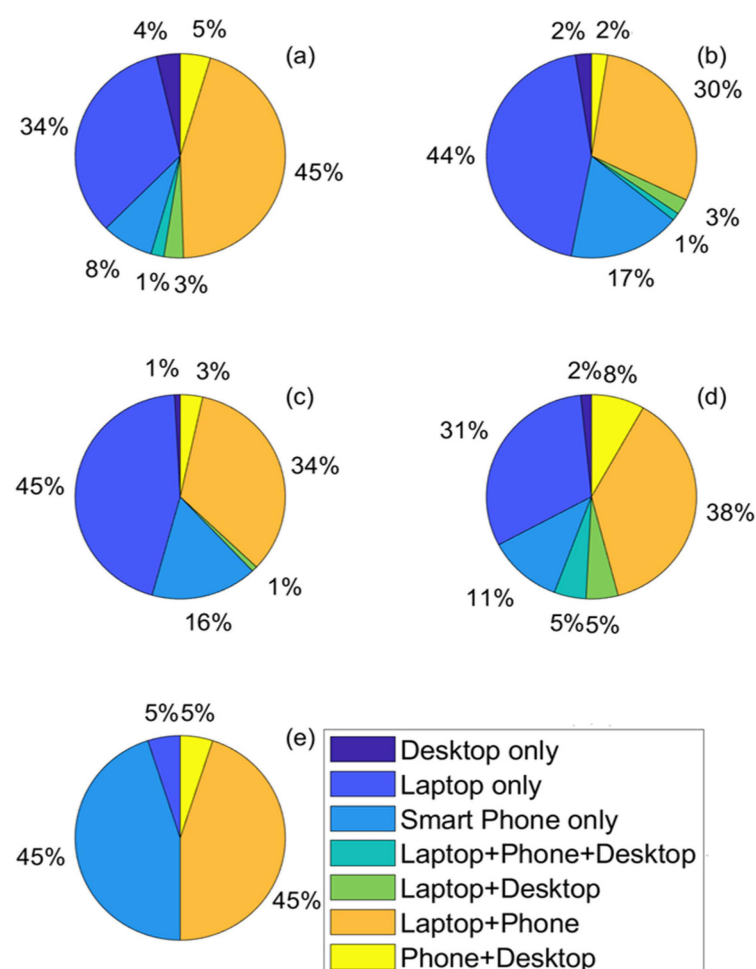 4% 5% (a)
34%
45%
8% 1% 3%
2% 2% (b)
30%
44%
3%
1%
17%
1% 3% (c)
34%
45%
1%
16%
2% 8% (d)
31%
38%
11%
5% 5%
5% 5% (e)
45%
45%
Desktop only
Laptop only
Smart Phone only
Laptop+Phone+Desktop
Laptop+Desktop
Laptop+Phone
Phone+Desktop